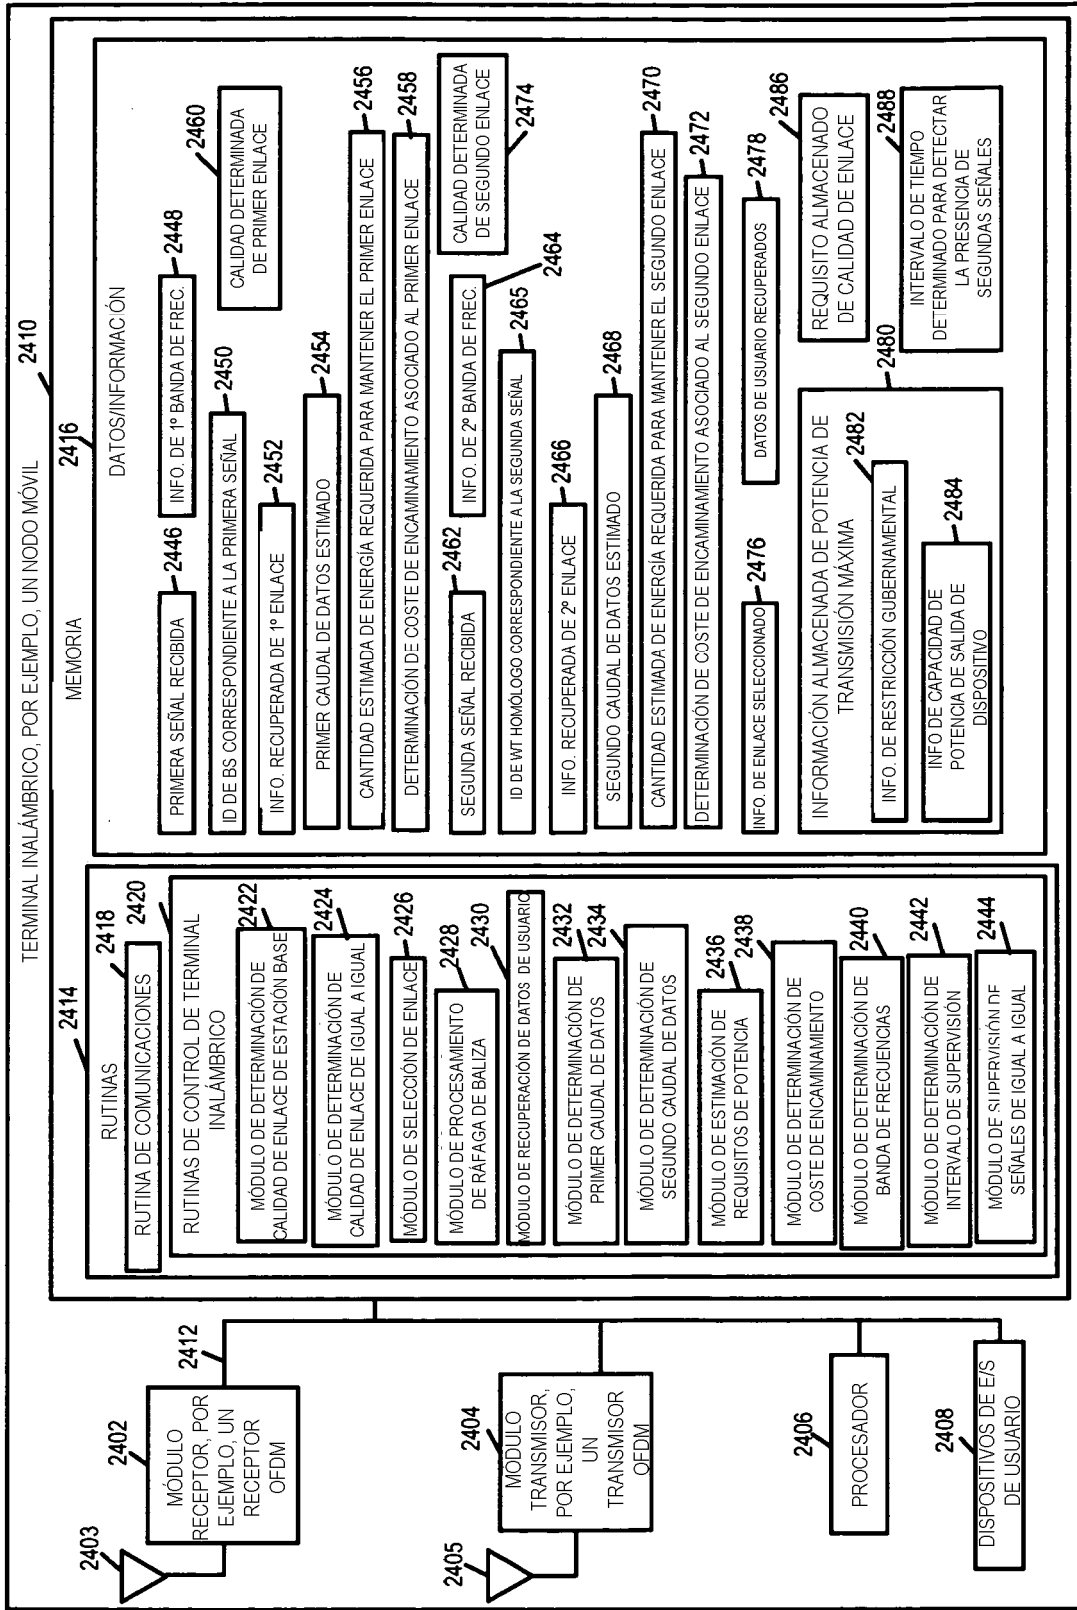 TERMINAL INALÁMBRICO, POR EJEMPLO, UN NODO MÓVIL
2410
2403
2402
MÓDULO
RECEPTOR, POR
EJEMPLO, UN
RECEPTOR
OFDM
2412
2405
2404
MÓDULO
TRANSMISOR,
POR EJEMPLO,
UN
TRANSMISOR
OFDM
2406
PROCESADOR
2408
DISPOSITIVOS DE E/S
DE USUARIO
MEMORIA
2414
RUTINAS
2418
RUTINA DE COMUNICACIONES
2420
RUTINAS DE CONTROL DE TERMINAL
INALÁMBRICO
2422
MÓDULO DE DETERMINACIÓN DE
CALIDAD DE ENLACE DE ESTACIÓN BASE
2424
MÓDULO DE DETERMINACIÓN DE
CALIDAD DE ENLACE DE IGUAL A IGUAL
2426
MÓDULO DE SELECCIÓN DE ENLACE
2428
MÓDULO DE PROCESAMIENTO
DE RÁFAGA DE BALIZA
2430
MÓDULO DE RECUPERACIÓN DE DATOS DE USUARIO
2432
MÓDULO DE DETERMINACIÓN DE
PRIMER CAUDAL DE DATOS
2434
MÓDULO DE DETERMINACIÓN DE
SEGUNDO CAUDAL DE DATOS
2436
MÓDULO DE ESTIMACIÓN DE
REQUISITOS DE POTENCIA
2438
MÓDULO DE DETERMINACIÓN DE
COSTE DE ENCAMINAMIENTO
2440
MÓDULO DE DETERMINACIÓN DE
BANDA DE FRECUENCIAS
2442
MÓDULO DE DETERMINACIÓN DE
INTERVALO DE SUPERVISIÓN
2444
MÓDULO DE SUPERVISIÓN DE
SEÑALES DE IGUAL A IGUAL
2416
DATOS/INFORMACIÓN
2446
PRIMERA SEÑAL RECIBIDA
2448
INFO. DE 1º BANDA DE FREC.
2460
CALIDAD DETERMINADA
DE PRIMER ENLACE
2450
ID DE BS CORRESPONDIENTE A LA PRIMERA SEÑAL
2452
INFO. RECUPERADA DE 1º ENLACE
2454
PRIMER CAUDAL DE DATOS ESTIMADO
2456
CANTIDAD ESTIMADA DE ENERGÍA REQUERIDA PARA MANTENER EL PRIMER ENLACE
2458
DETERMINACIÓN DE COSTE DE ENCAMINAMIENTO ASOCIADO AL PRIMER ENLACE
2462
SEGUNDA SEÑAL RECIBIDA
2464
INFO. DE 2º BANDA DE FREC.
2474
CALIDAD DETERMINADA
DE SEGUNDO ENLACE
2465
ID DE WT HOMÓLOGO CORRESPONDIENTE A LA SEGUNDA SEÑAL
2466
INFO. RECUPERADA DE 2º ENLACE
2468
SEGUNDO CAUDAL DE DATOS ESTIMADO
2470
CANTIDAD ESTIMADA DE ENERGÍA REQUERIDA PARA MANTENER EL SEGUNDO ENLACE
2472
DETERMINACIÓN DE COSTE DE ENCAMINAMIENTO ASOCIADO AL SEGUNDO ENLACE
2476
INFO. DE ENLACE SELECCIONADO
2478
DATOS DE USUARIO RECUPERADOS
2480
INFORMACIÓN ALMACENADA DE POTENCIA DE
TRANSMISIÓN MÁXIMA
2482
INFO. DE RESTRICCIÓN GUBERNAMENTAL
2484
INFO DE CAPACIDAD DE
POTENCIA DE SALIDA DE
DISPOSITIVO
2486
REQUISITO ALMACENADO
DE CALIDAD DE ENLACE
2488
INTERVALO DE TIEMPO
DETERMINADO PARA DETECTAR
LA PRESENCIA DE
SEGUNDAS SEÑALES